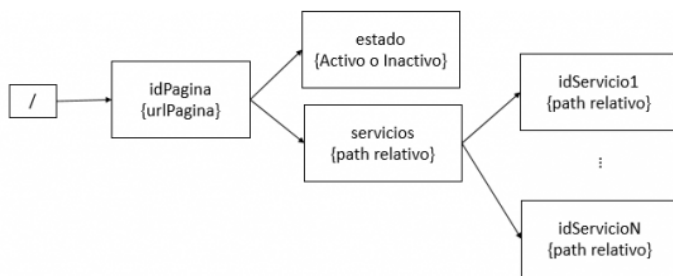 /
idPagina
{urlPagina}
estado
{Activo o Inactivo}
servicios
{path relativo}
idServicio1
{path relativo}
...
idServicioN
{path relativo}